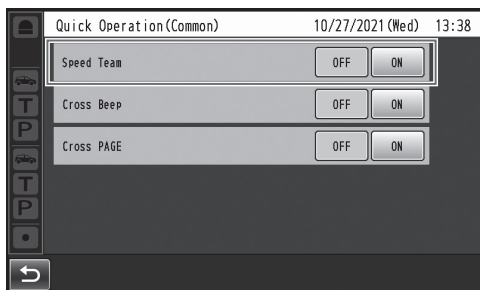 Quick Operation(Common) 10/27/2021(Wed) 13:38
Speed Team OFF ON
Cross Beep OFF ON
Cross PAGE OFF ON
T
P
T
P